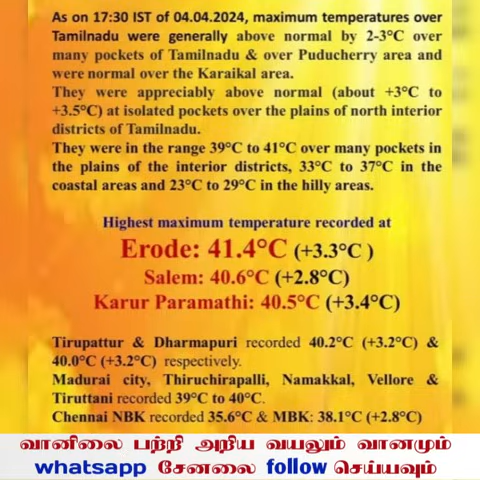 As on 17:30 IST of 04.04.2024, maximum temperatures over
Tamilnadu were generally above normal by 2-3°C over
many pockets of Tamilnadu & over Puducherry area and
were normal over the Karaikal area.
They were appreciably above normal (about +3°C to
+3.5°C) at isolated pockets over the plains of north interior
districts of Tamilnadu.
They were in the range 39°C to 41°C over many pockets in
the plains of the interior districts, 33°C to 37°C in the
coastal areas and 23°C to 29°C in the hilly areas.
Highest maximum temperature recorded at
Erode: 41.4°C (+3.3°C )
Salem: 40.6°C (+2.8°C)
Karur Paramathi: 40.5°C (+3.4°C)
Tirupattur & Dharmapuri recorded 40.2°C (+3.2°C) &
40.0°C (+3.2°C) respectively.
Madurai city, Thiruchirapalli, Namakkal, Vellore &
Tiruttani recorded 39°C to 40°C.
Chennai NBK recorded 35.6°C & MBK: 38.1°C (+2.8°C)
வானிலை பற்றி அறிய வயலும் வானமும்
whatsapp சேனலை follow செய்யவும்